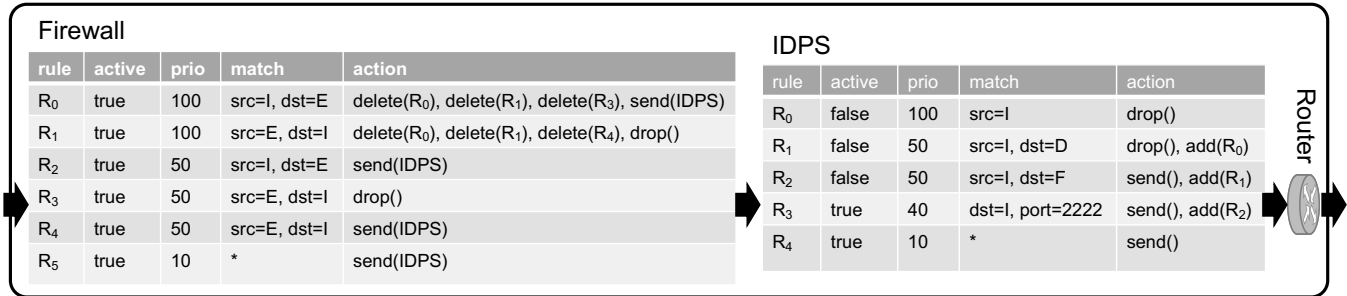 Firewall
rule active prio match action
R₀ true 100 src=I, dst=E delete(R₀), delete(R₁), delete(R₃), send(IDPS)
R₁ true 100 src=E, dst=I delete(R₀), delete(R₁), delete(R₄), drop()
R₂ true 50 src=I, dst=E send(IDPS)
R₃ true 50 src=E, dst=I drop()
R₄ true 50 src=E, dst=I send(IDPS)
R₅ true 10 * send(IDPS)
IDPS
rule active prio match action
R₀ false 100 src=I drop()
R₁ false 50 src=I, dst=D drop(), add(R₀)
R₂ false 50 src=I, dst=F send(), add(R₁)
R₃ true 40 dst=I, port=2222 send(), add(R₂)
R₄ true 10 * send()
Router